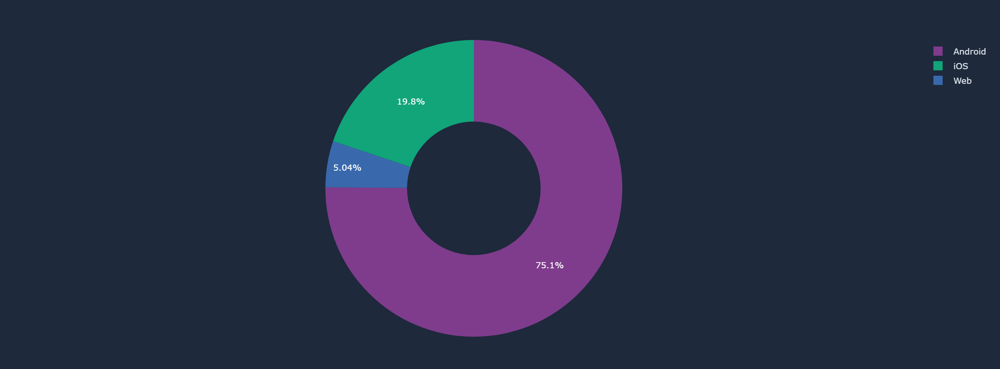 Android
iOS
Web
19.8%
5.04%
75.1%